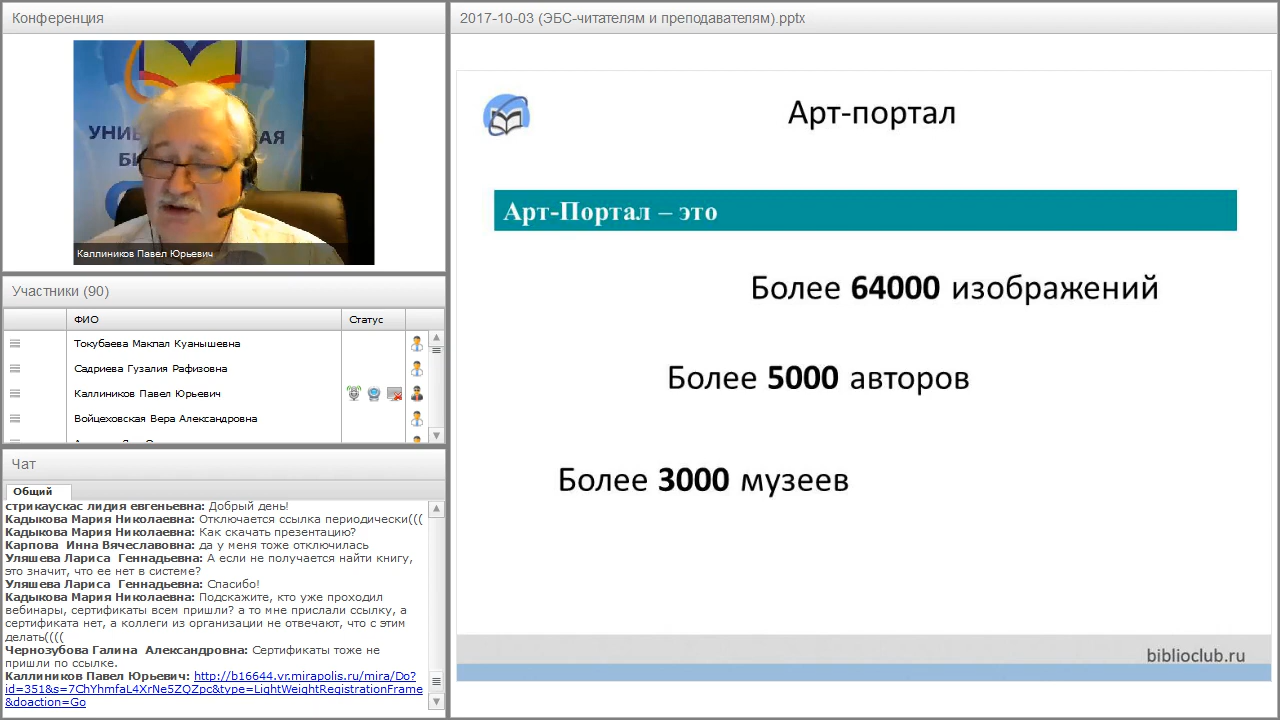 Конференция
УНИВ
АЯ
Каллиников Павел Юрьевич
Участники (90)
ФИО
Статус
Токубаева Макпал Куанышевна
Садриева Гузалия Рафизовна
Каллиников Павел Юрьевич
Войцеховская Вера Александровна
Чат
Общий
стрикаускас лидия евгеньевна: Добрый день!
Кадыкова Мария Николаевна: Отключается ссылка периодически(((
Кадыкова Мария Николаевна: Как скачать презентацию?
Карпова Инна Вячеславовна: да у меня тоже отключилась
Уляшева Лариса Геннадьевна: А если не получается найти книгу,
это значит, что ее нет в системе?
Уляшева Лариса Геннадьевна: Спасибо!
Кадыкова Мария Николаевна: Подскажите, кто уже проходил
вебинары, сертификаты всем пришли? а то мне прислали ссылку, а
сертификата нет, а коллеги из организации не отвечают, что с этим
делать((((
Чернозубова Галина Александровна: Сертификаты тоже не
пришли по ссылке.
Каллиников Павел Юрьевич: http://b16644.vr.mirapolis.ru/mira/Do?
id=351&s=7ChYhmfaL4XrNe5ZQZpc&type=LightWeightRegistrationFrame
&doaction=Go
2017-10-03 (ЭБС-читателям и преподавателям).pptx
Арт-портал
Арт-Портал – это
Более 64000 изображений
Более 5000 авторов
Более 3000 музеев
biblioclub.ru